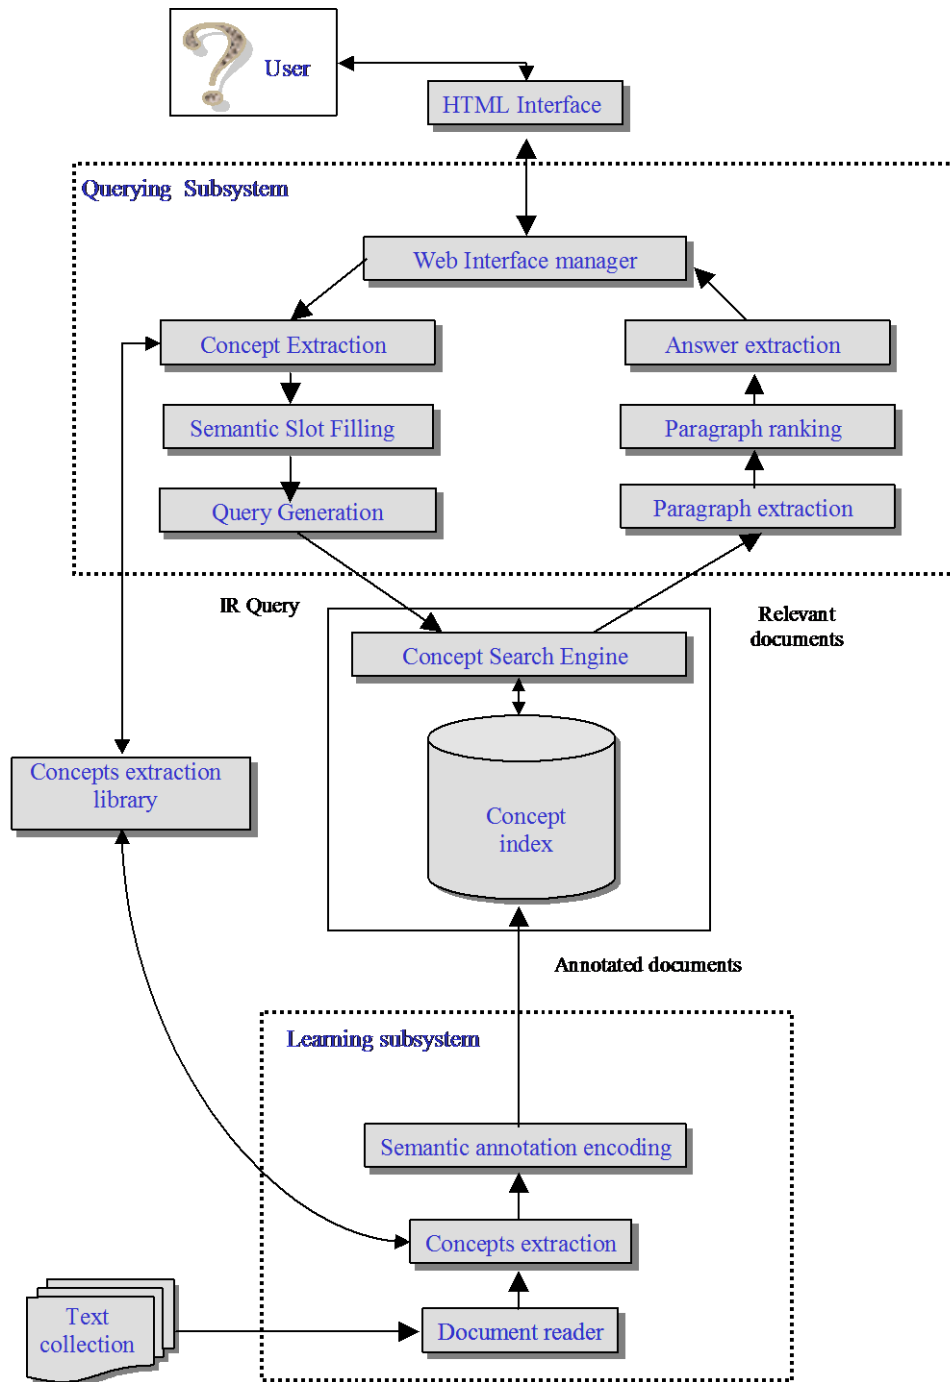 User
HTML Interface
Querying Subsystem
Web Interface manager
Concept Extraction
Answer extraction
Semantic Slot Filling
Paragraph ranking
Query Generation
Paragraph extraction
IR Query
Relevant
documents
Concept Search Engine
Concepts extraction
library
Concept
index
Annotated documents
Learning subsystem
Semantic annotation encoding
Concepts extraction
Text
collection
Document reader